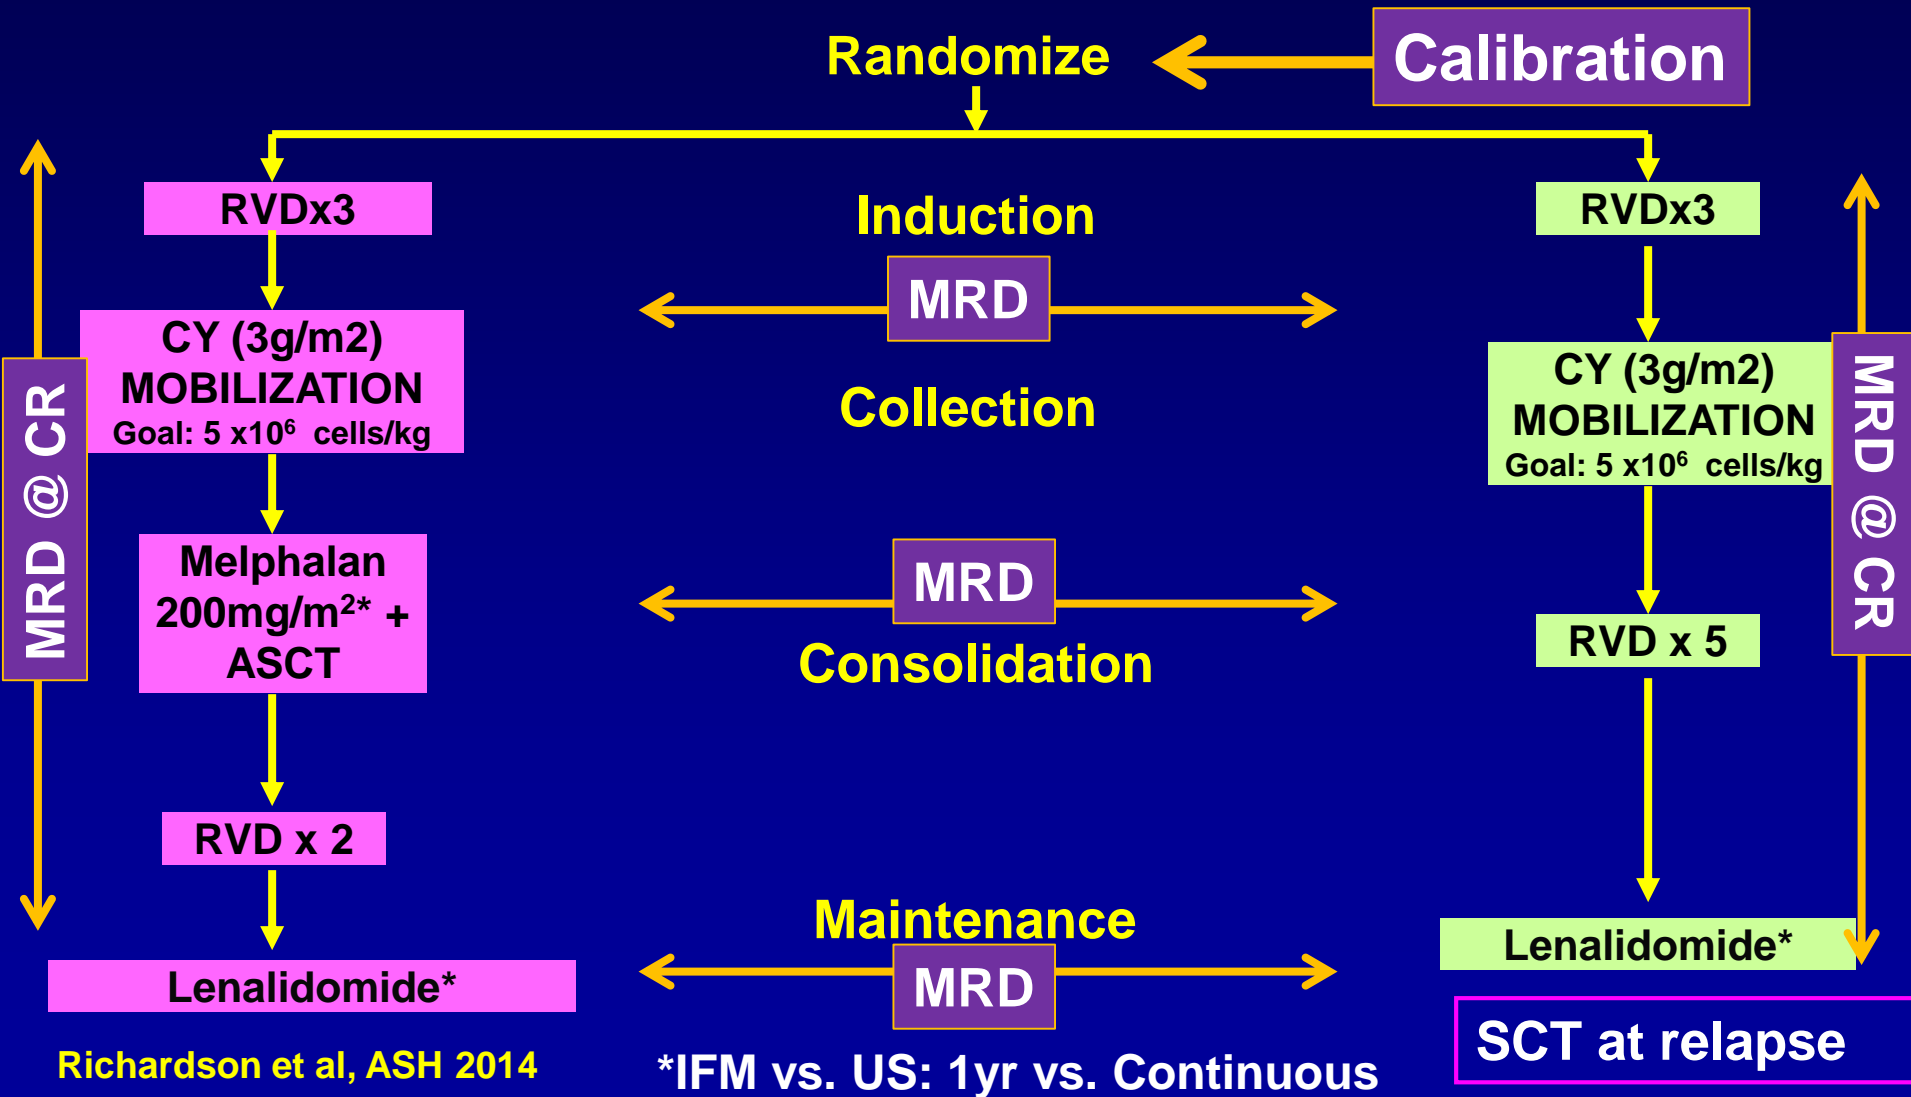 Randomize
Calibration
RVDx3
Induction
RVDx3
MRD
CY (3g/m2)
MOBILIZATION
Goal: 5 x10⁶ cells/kg
Collection
CY (3g/m2)
MOBILIZATION
Goal: 5 x10⁶ cells/kg
MRD @ CR
MRD @ CR
Melphalan
200mg/m²* +
ASCT
MRD
Consolidation
RVD x 5
RVD x 2
Maintenance
MRD
Lenalidomide*
Lenalidomide*
SCT at relapse
Richardson et al, ASH 2014
*IFM vs. US: 1yr vs. Continuous